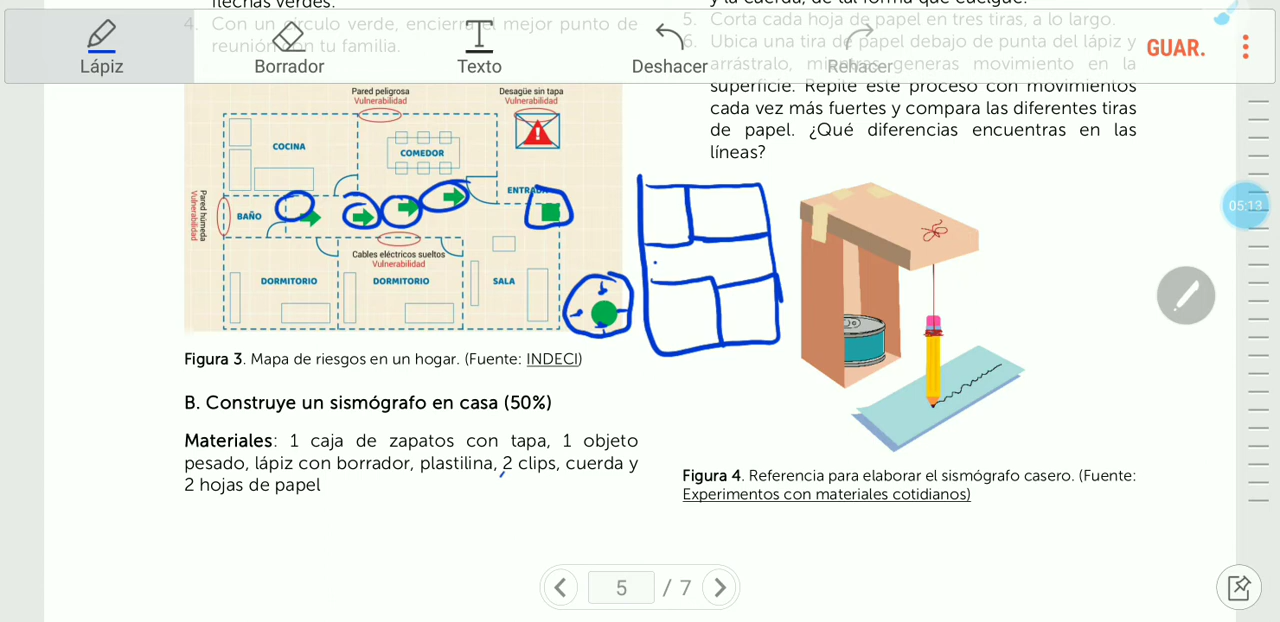 flechas verdes.
4. Con un círculo verde, encierra el mejor punto de
reunión con tu familia.
y la cuerda, de tal forma que cuelgue.
5. Corta cada hoja de papel en tres tiras, a lo largo.
6. Ubica una tira de papel debajo de punta del lápiz y
arrástralo, mientras generas movimiento en la
superficie. Repite este proceso con movimientos
cada vez más fuertes y compara las diferentes tiras
de papel. ¿Qué diferencias encuentras en las
líneas?
Lápiz
Borrador
Texto
Deshacer
Rehacer
GUAR.
05:13
Pared peligrosa
Vulnerabilidad
Desagüe sin tapa
Vulnerabilidad
COCINA
COMEDOR
ENTRADA
BAÑO
Pared húmeda
Vulnerabilidad
Cables eléctricos sueltos
Vulnerabilidad
DORMITORIO
DORMITORIO
SALA
Figura 3. Mapa de riesgos en un hogar. (Fuente: INDECI)
B. Construye un sismógrafo en casa (50%)
Materiales: 1 caja de zapatos con tapa, 1 objeto
pesado, lápiz con borrador, plastilina, 2 clips, cuerda y
2 hojas de papel
Figura 4. Referencia para elaborar el sismógrafo casero. (Fuente:
Experimentos con materiales cotidianos)
5 / 7